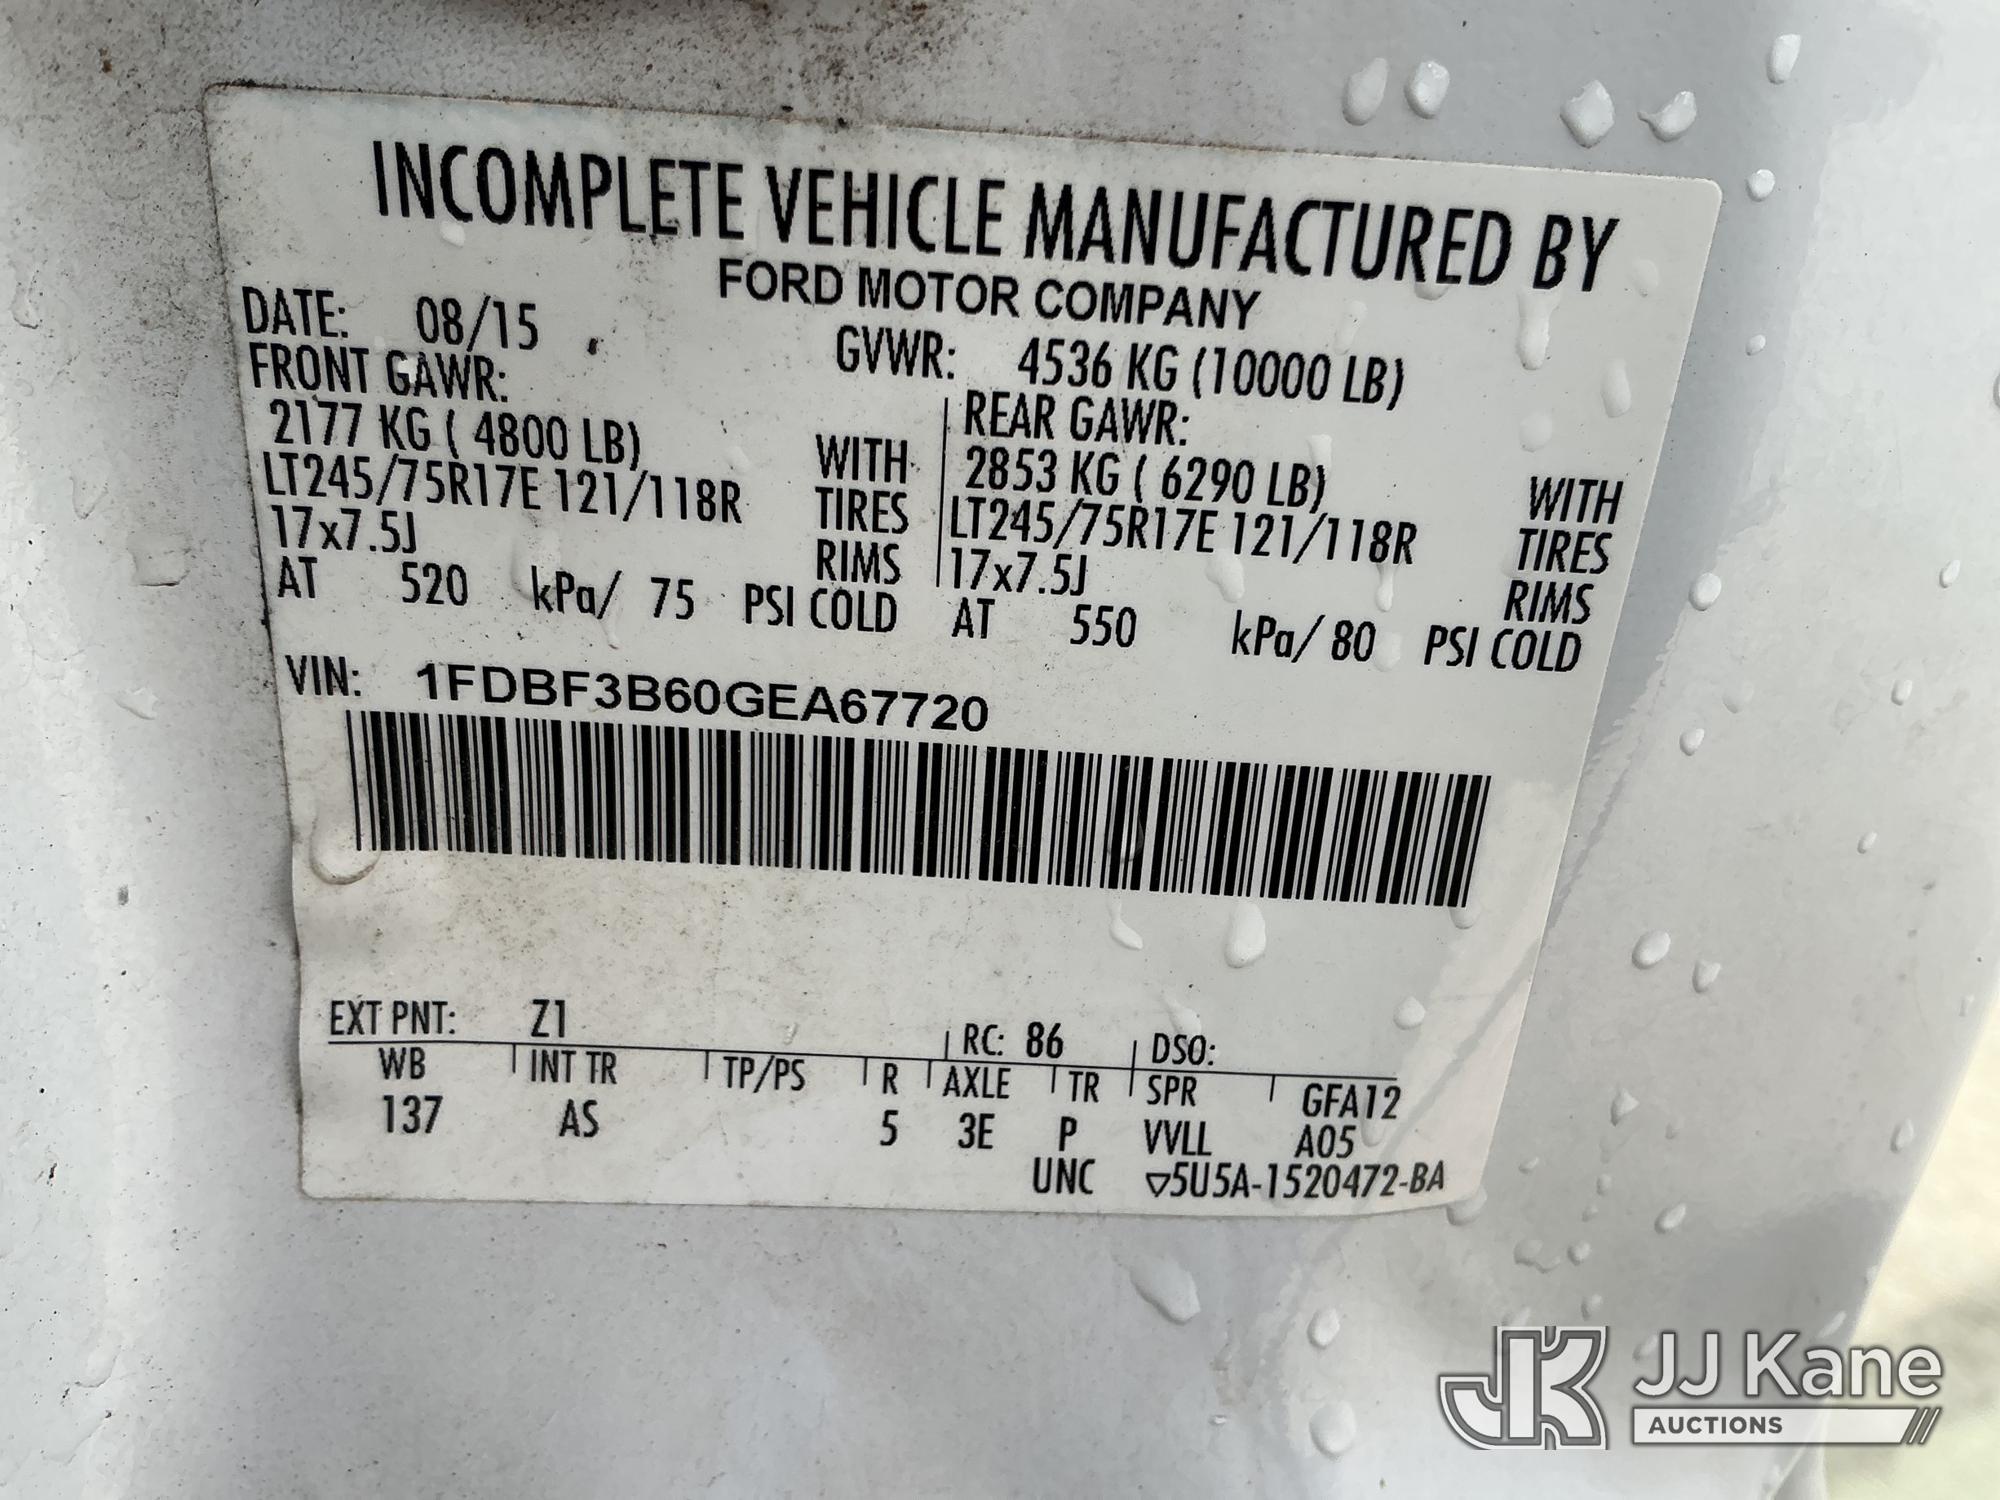 INCOMPLETE VEHICLE MANUFACTURED BY
FORD MOTOR COMPANY
DATE: 08/15 GVWR: 4536 KG (10000 LB)
FRONT GAWR: REAR GAWR:
2177 KG ( 4800 LB) WITH 2853 KG ( 6290 LB) WITH
LT245/75R17E 121/118R TIRES LT245/75R17E 121/118R TIRES
17x7.5J RIMS 17x7.5J RIMS
AT 520 kPa/ 75 PSI COLD AT 550 kPa/ 80 PSI COLD
VIN: 1FDBF3B60GEA67720
EXT PNT: Z1 RC: 86 DSO:
WB INT TR TP/PS R AXLE TR SPR GFA12
137 AS 5 3E P VVLL A05
UNC ▽5U5A-1520472-BA
JK JJ Kane
AUCTIONS